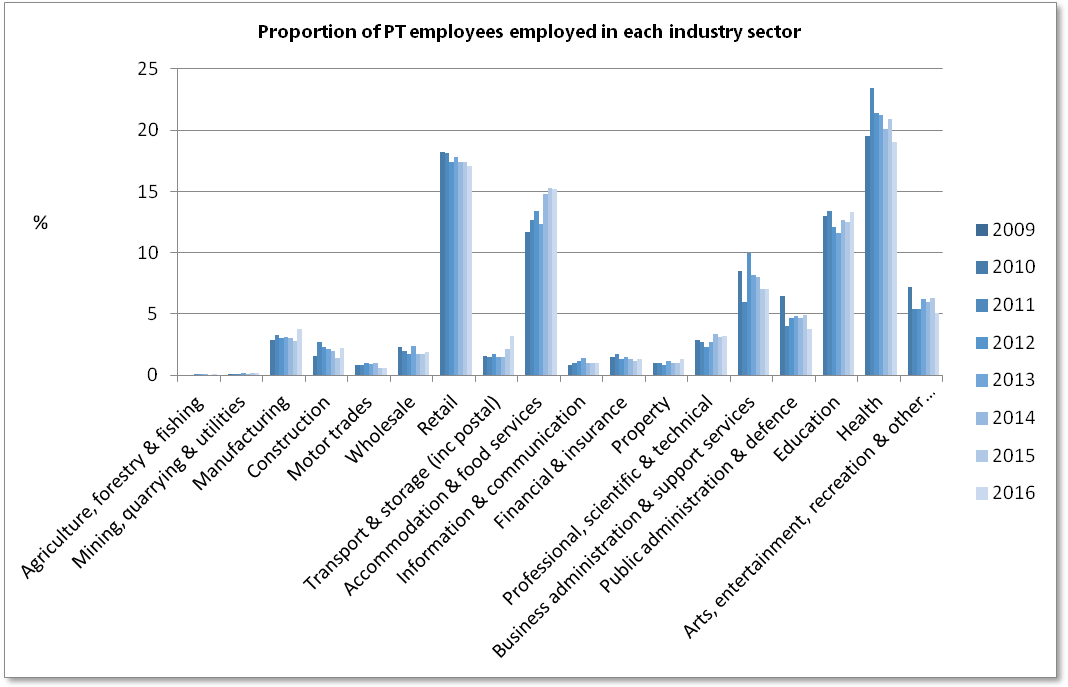 Proportion of PT employees employed in each industry sector
25
20
15
10
5
0
%
Agriculture, forestry & fishing
Mining, quarrying & utilities
Manufacturing
Construction
Motor trades
Wholesale
Retail
Transport & storage (inc postal)
Accommodation & food services
Information & communication
Financial & insurance
Property
Professional, scientific & technical
Business administration & support services
Public administration & defence
Education
Health
Arts, entertainment, recreation & other...
2009
2010
2011
2012
2013
2014
2015
2016